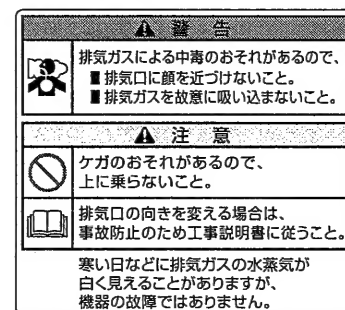 ⚠ 警 告
排気ガスによる中毒のおそれがあるので、
■排気口に顔を近づけないこと。
■排気ガスを故意に吸い込まないこと。
⚠ 注 意
ケガのおそれがあるので、
上に乗らないこと。
排気口の向きを変える場合は、
事故防止のため工事説明書に従うこと。
寒い日などに排気ガスの水蒸気が
白く見えることがありますが、
機器の故障ではありません。